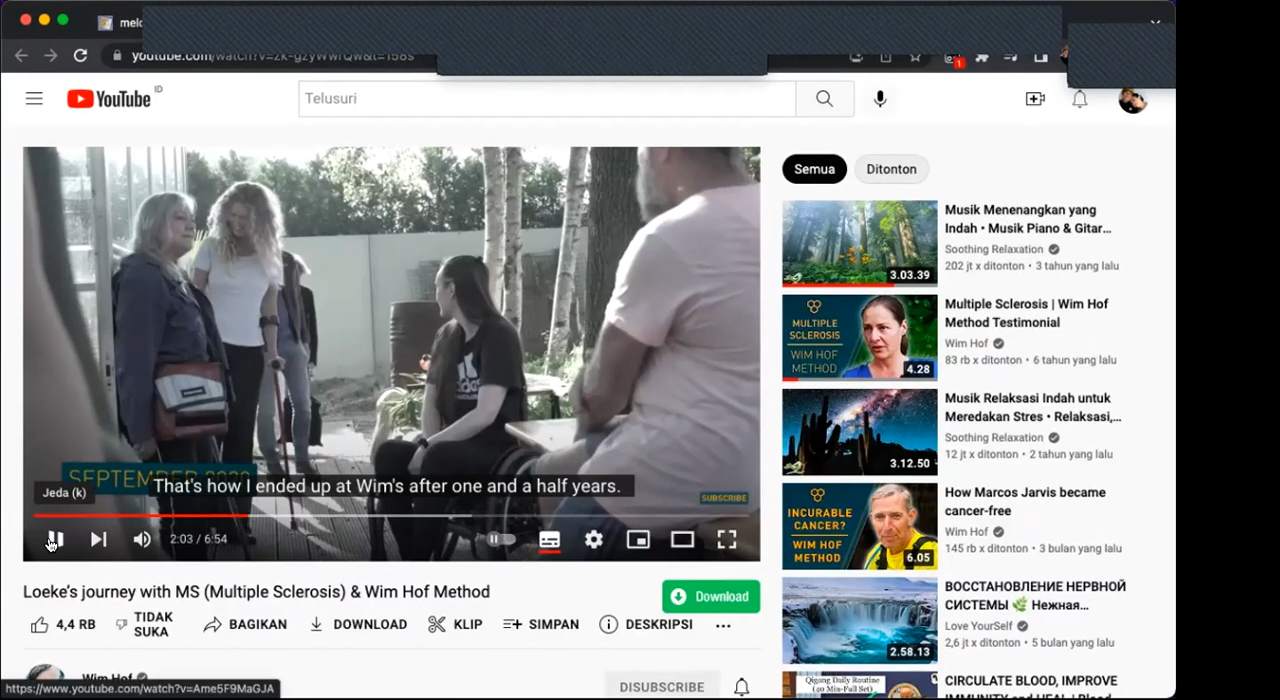 YouTube ID
Telusuri
1
SEPTEMBER 2020
That's how I ended up at Wim's after one and a half years.
Jeda (k)
SUBSCRIBE
2:03 / 6:54
Loeke's journey with MS (Multiple Sclerosis) & Wim Hof Method
Download
4,4 RB
TIDAK
SUKA
BAGIKAN
DOWNLOAD
KLIP
SIMPAN
DESKRIPSI
Wim Hof
DISUBSCRIBE
https://www.youtube.com/watch?v=Ame5F9MaGJA
Semua
Ditonton
3.03.39
Musik Menenangkan yang
Indah • Musik Piano & Gitar...
Soothing Relaxation
202 jt x ditonton • 3 tahun yang lalu
MULTIPLE
SCLEROSIS
WIM HOF
METHOD
4.28
Multiple Sclerosis | Wim Hof
Method Testimonial
Wim Hof
83 rb x ditonton • 6 tahun yang lalu
3.12.50
Musik Relaksasi Indah untuk
Meredakan Stres • Relaksasi,...
Soothing Relaxation
12 jt x ditonton • 2 tahun yang lalu
INCURABLE
CANCER?
WIM HOF
METHOD
6.05
How Marcos Jarvis became
cancer-free
Wim Hof
145 rb x ditonton • 3 bulan yang lalu
2.58.13
ВОССТАНОВЛЕНИЕ НЕРВНОЙ
СИСТЕМЫ 🌿 Нежная...
Love YourSelf
2,6 jt x ditonton • 5 bulan yang lalu
Qigong Daily Routine
(40 Min-Full Set)
CIRCULATE BLOOD, IMPROVE
IMMUNITY and HEAL! Blood